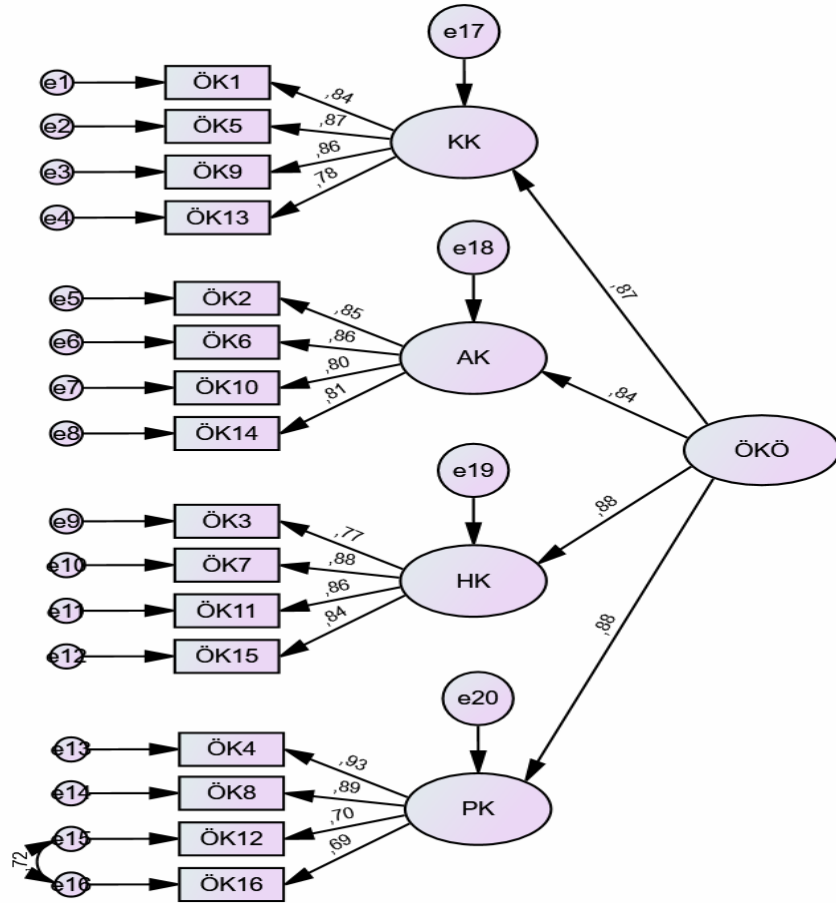 e17
e1
ÖK1
,84
e2
ÖK5
,87
KK
e3
ÖK9
,86
e4
ÖK13
,78
e18
,87
e5
ÖK2
,85
e6
ÖK6
,86
AK
e7
ÖK10
,80
,84
e8
ÖK14
,81
ÖKÖ
e19
e9
ÖK3
,77
,88
e10
ÖK7
,88
HK
e11
ÖK11
,86
e12
ÖK15
,84
,88
e20
e13
ÖK4
,93
e14
ÖK8
,89
PK
e15
ÖK12
,70
,72
e16
ÖK16
,69